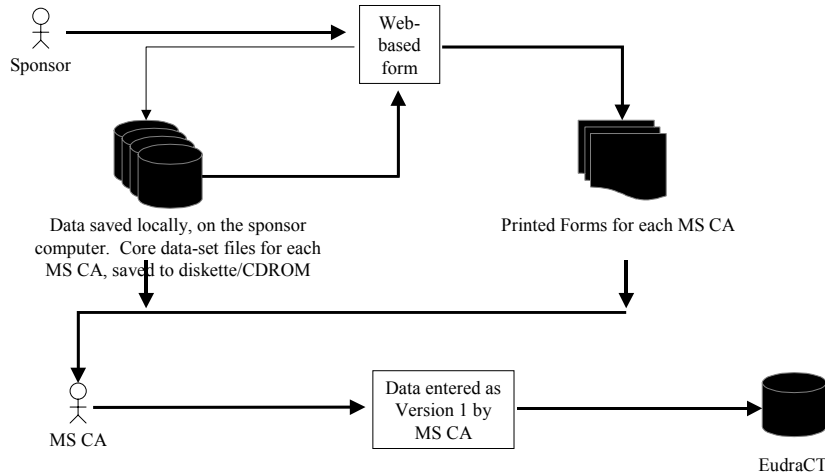 Sponsor
Web-
based
form
Data saved locally, on the sponsor
computer.  Core data-set files for each
MS CA, saved to diskette/CDROM
Printed Forms for each MS CA
MS CA
Data entered as
Version 1 by
MS CA
EudraCT